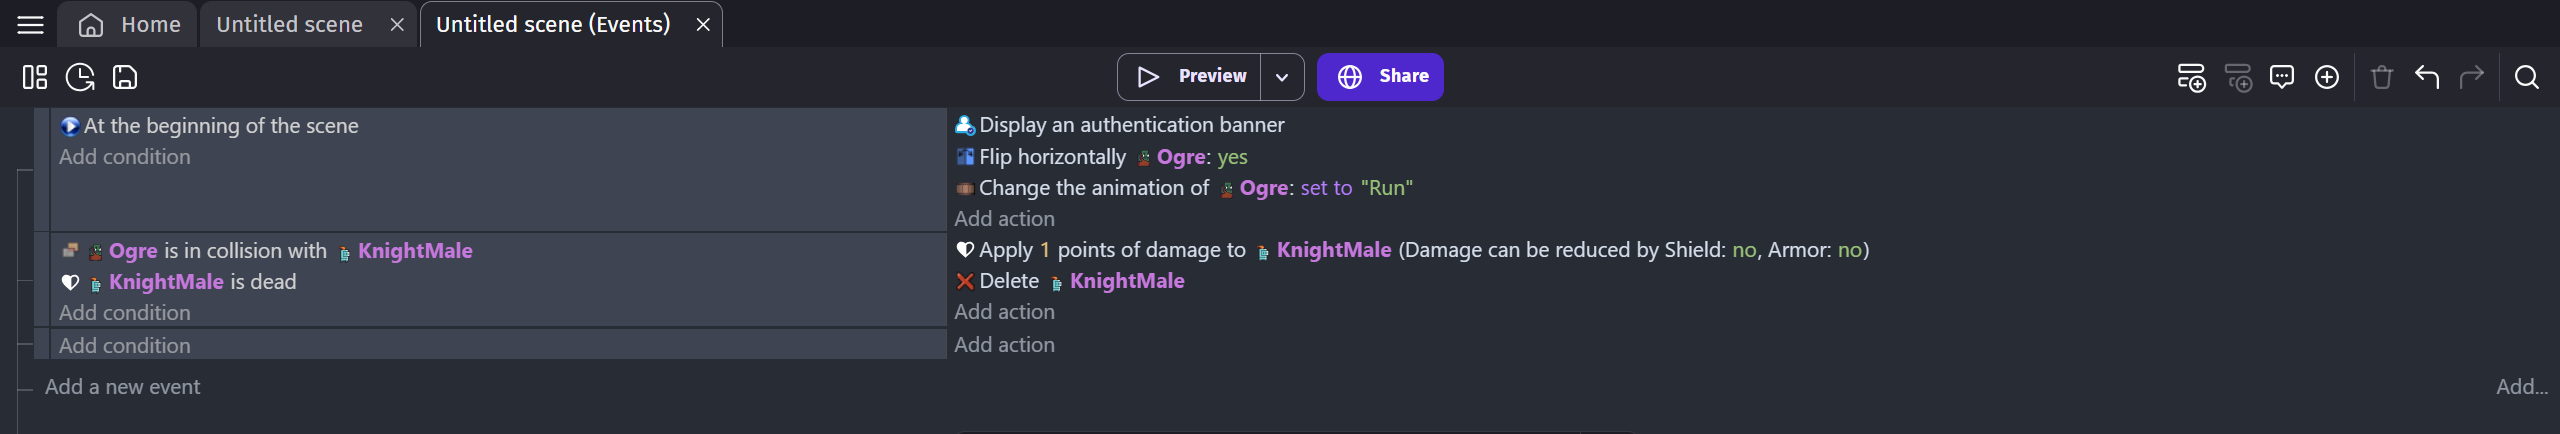 Home
Untitled scene
Untitled scene (Events)
Preview
Share
At the beginning of the scene
Add condition
Display an authentication banner
Flip horizontally Ogre: yes
Change the animation of Ogre: set to "Run"
Add action
Ogre is in collision with KnightMale
KnightMale is dead
Add condition
Apply 1 points of damage to KnightMale (Damage can be reduced by Shield: no, Armor: no)
Delete KnightMale
Add action
Add condition
Add action
Add a new event
Add...